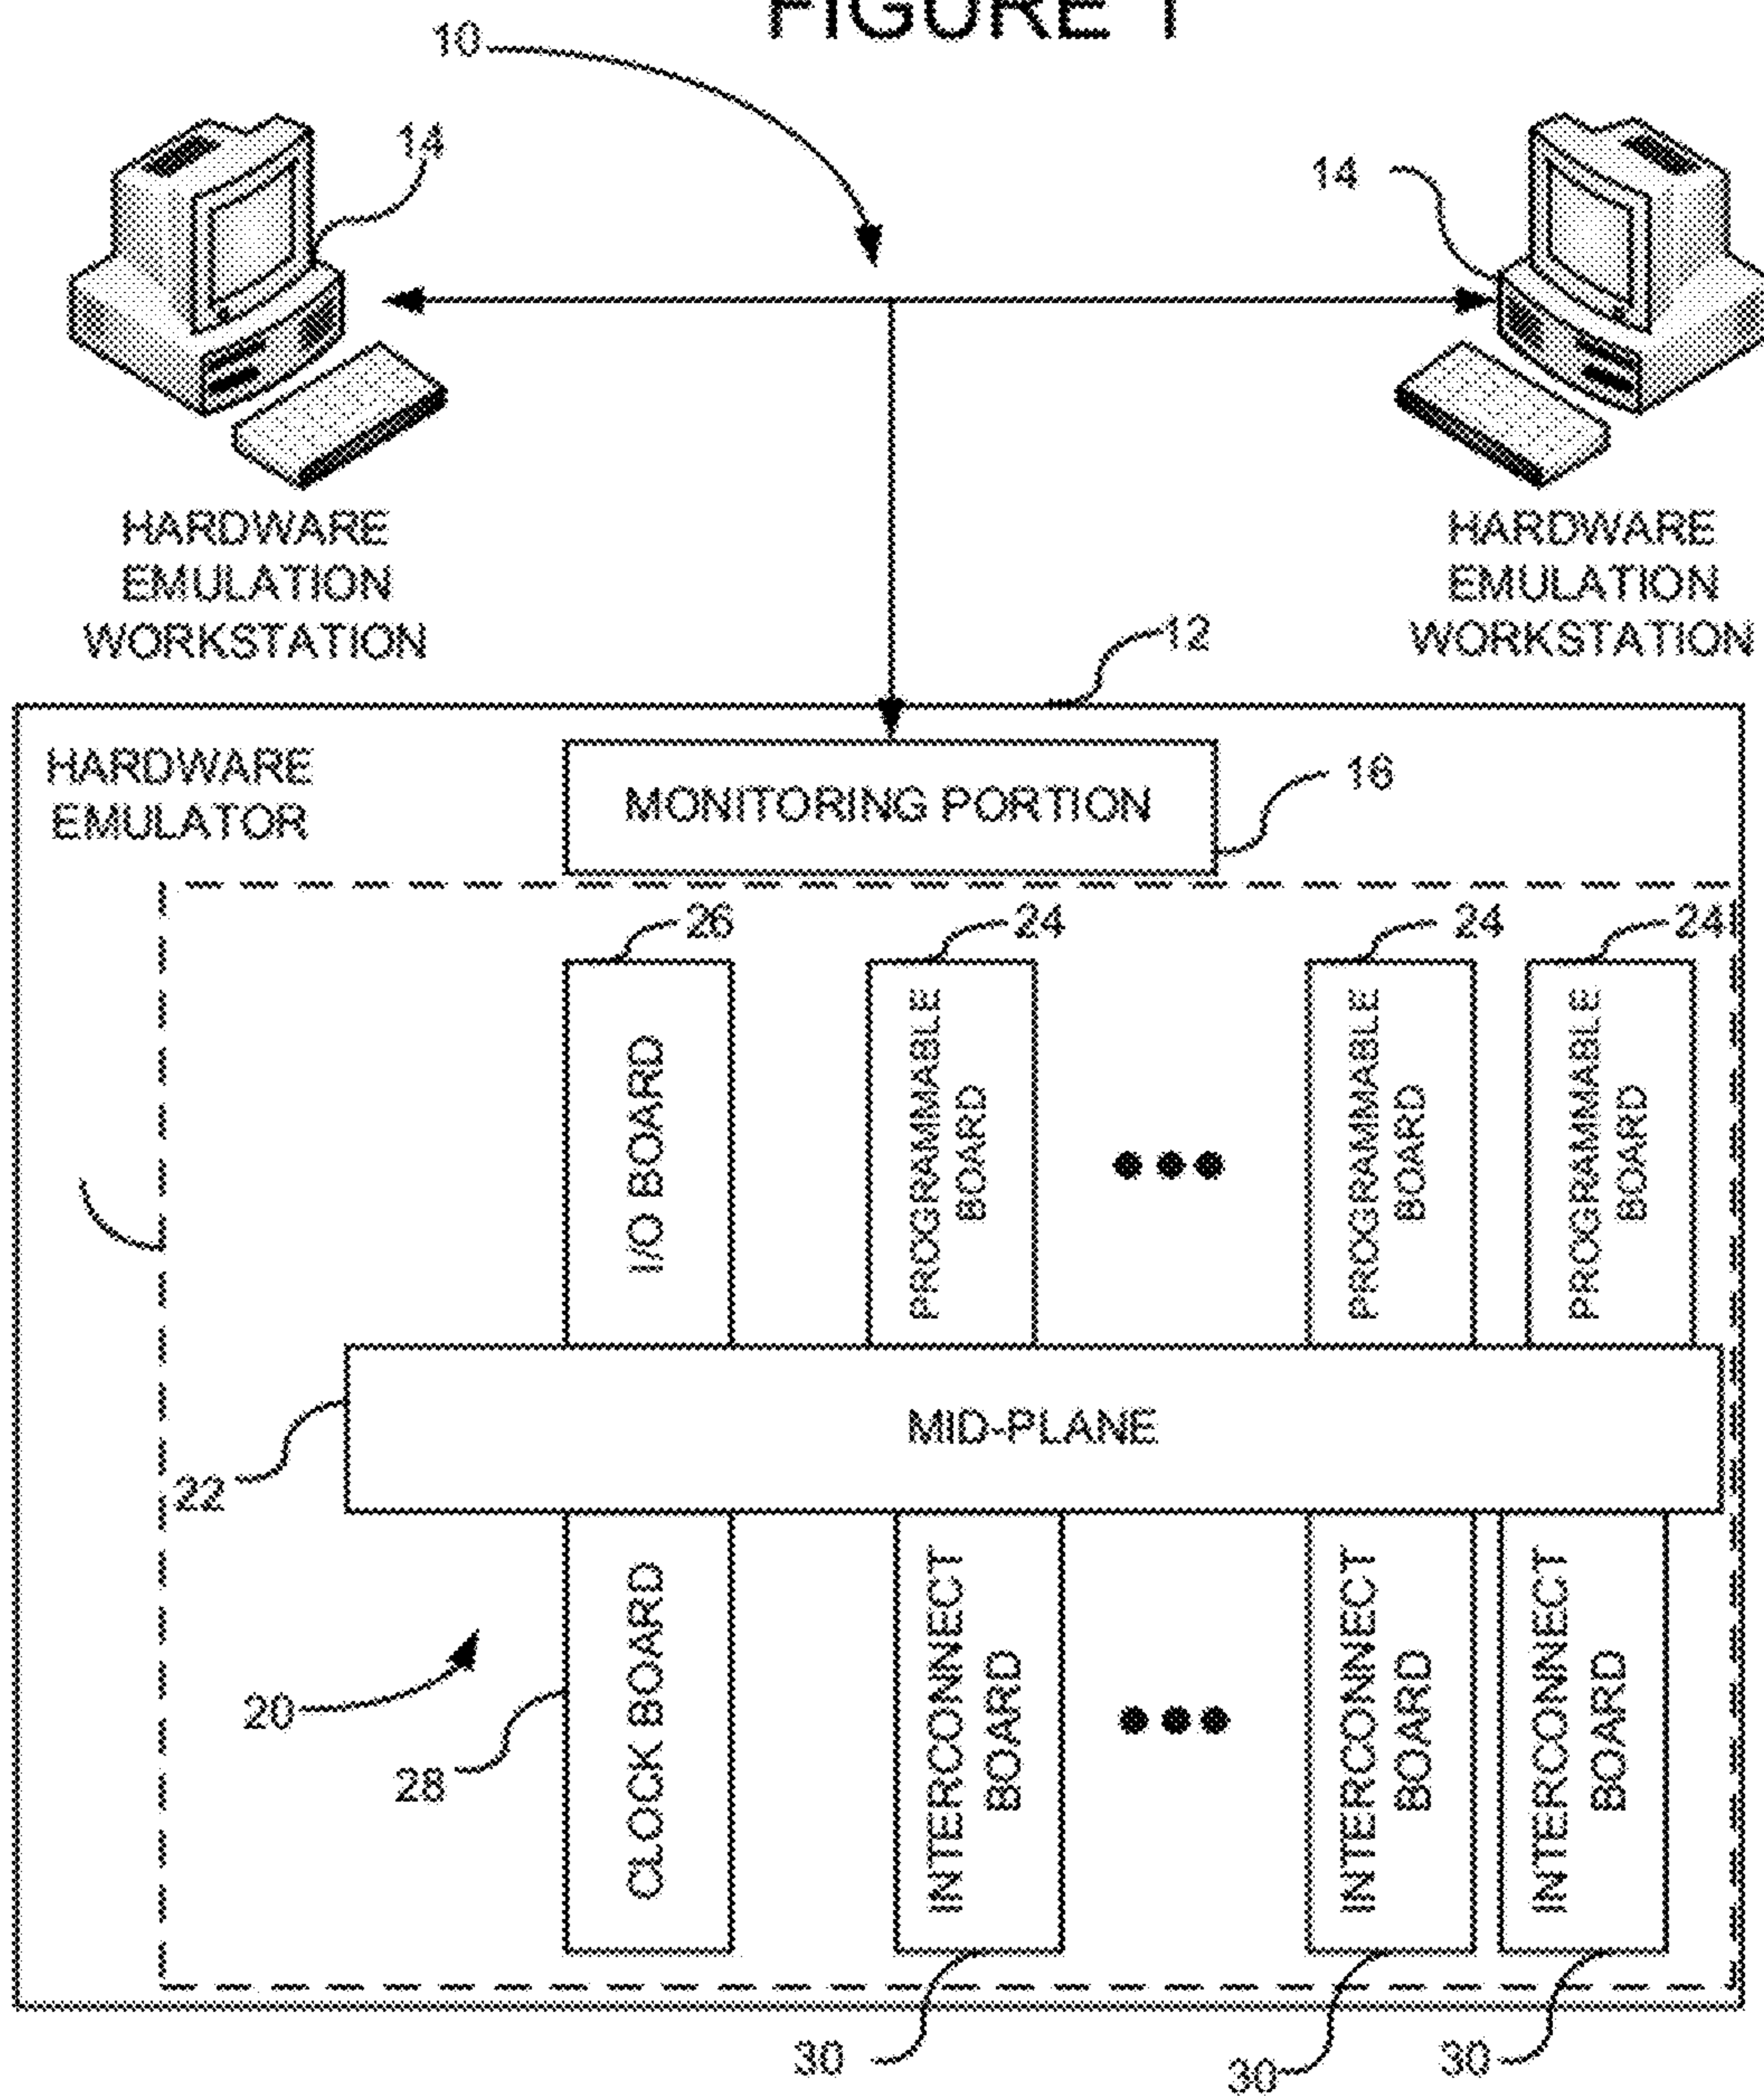 FIGURE 1
10
14
14
HARDWARE
EMULATION
WORKSTATION
HARDWARE
EMULATION
WORKSTATION
12
HARDWARE
EMULATOR
MONITORING PORTION
16
26
24
24
24
I/O BOARD
PROGRAMMABLE
BOARD
PROGRAMMABLE
BOARD
PROGRAMMABLE
BOARD
MID-PLANE
22
CLOCK BOARD
INTERCONNECT
BOARD
INTERCONNECT
BOARD
INTERCONNECT
BOARD
20
28
30
30
30